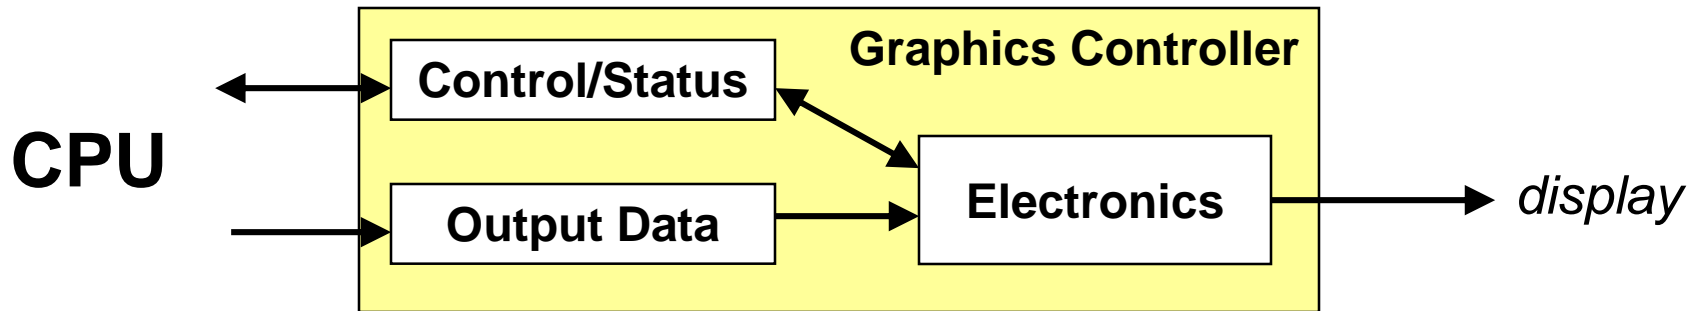 Graphics Controller
Control/Status
CPU
Output Data
Electronics
display